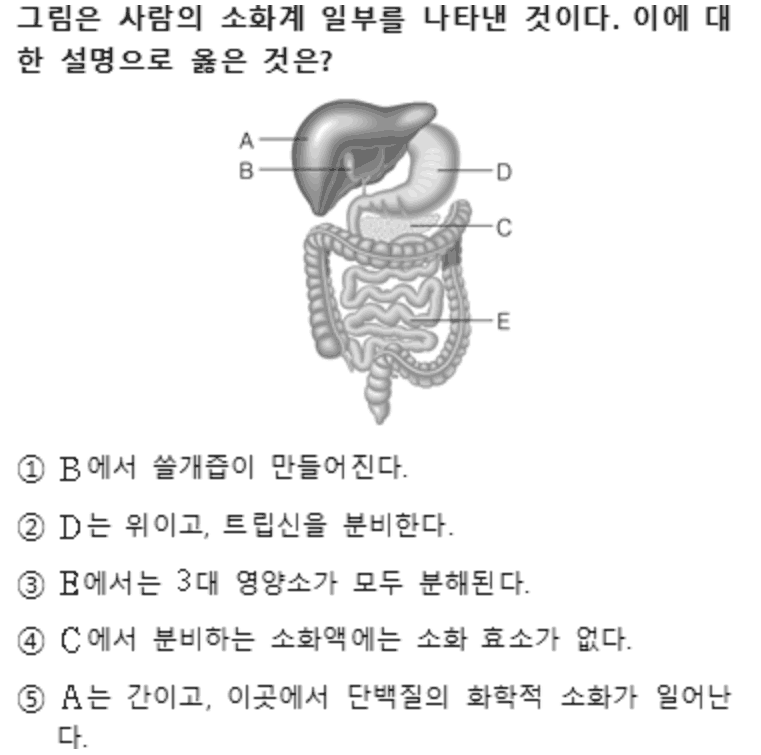 그림은 사람의 소화계 일부를 나타낸 것이다. 이에 대
한 설명으로 옳은 것은?
A
B
D
C
E
① B에서 쓸개즙이 만들어진다.
② D는 위이고, 트립신을 분비한다.
③ E에서는 3대 영양소가 모두 분해된다.
④ C에서 분비하는 소화액에는 소화 효소가 없다.
⑤ A는 간이고, 이곳에서 단백질의 화학적 소화가 일어난
다.